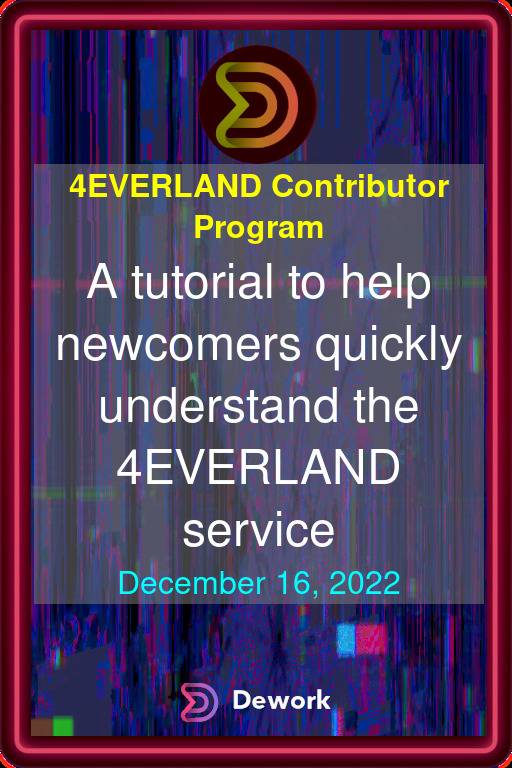 4EVERLAND Contributor
Program
A tutorial to help
newcomers quickly
understand the
4EVERLAND
service
December 16, 2022
Dework